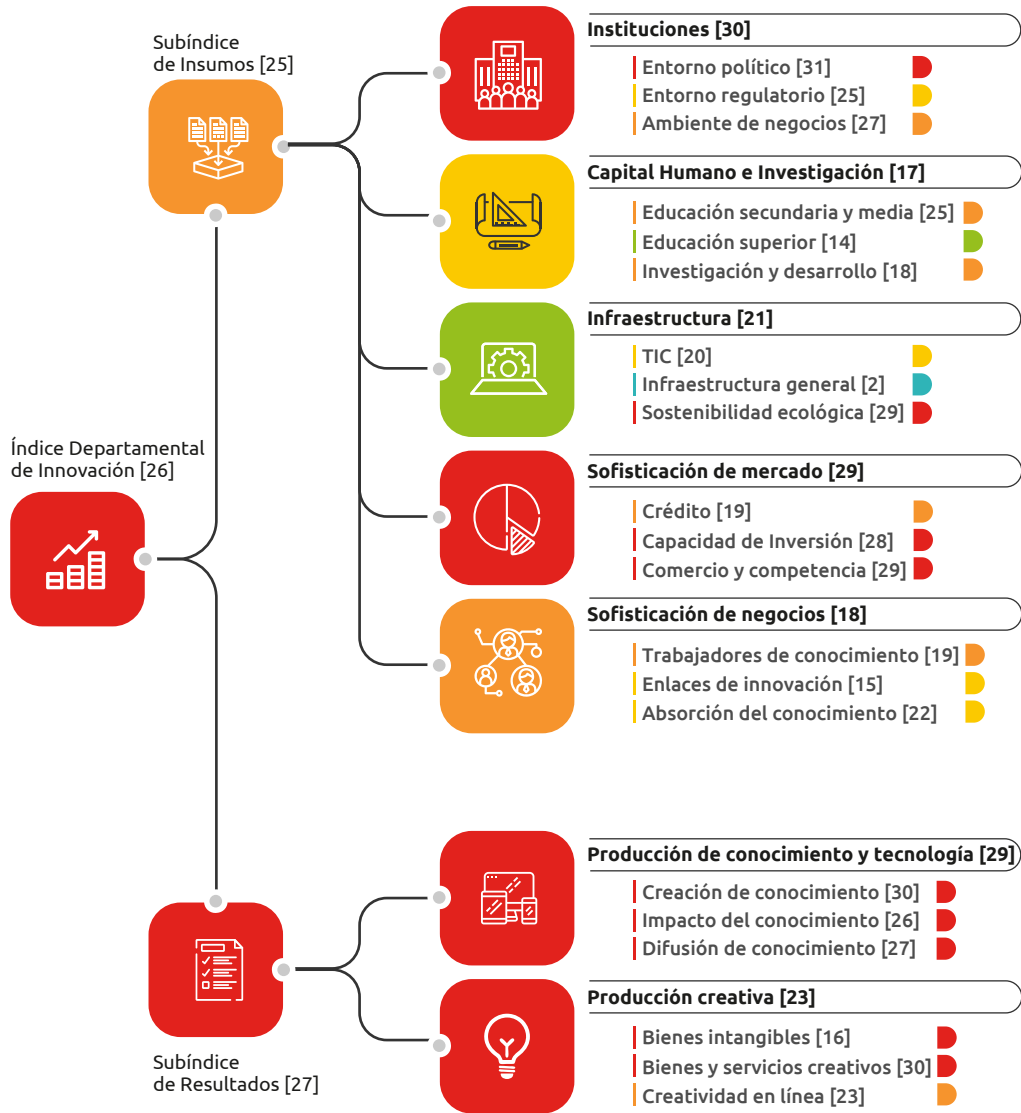 Subíndice
de Insumos [25]
Instituciones [30]
Entorno político [31]
Entorno regulatorio [25]
Ambiente de negocios [27]
Capital Humano e Investigación [17]
Educación secundaria y media [25]
Educación superior [14]
Investigación y desarrollo [18]
Infraestructura [21]
TIC [20]
Infraestructura general [2]
Sostenibilidad ecológica [29]
Índice Departamental
de Innovación [26]
Sofisticación de mercado [29]
Crédito [19]
Capacidad de Inversión [28]
Comercio y competencia [29]
Sofisticación de negocios [18]
Trabajadores de conocimiento [19]
Enlaces de innovación [15]
Absorción del conocimiento [22]
Producción de conocimiento y tecnología [29]
Creación de conocimiento [30]
Impacto del conocimiento [26]
Difusión de conocimiento [27]
Producción creativa [23]
Bienes intangibles [16]
Bienes y servicios creativos [30]
Creatividad en línea [23]
Subíndice
de Resultados [27]